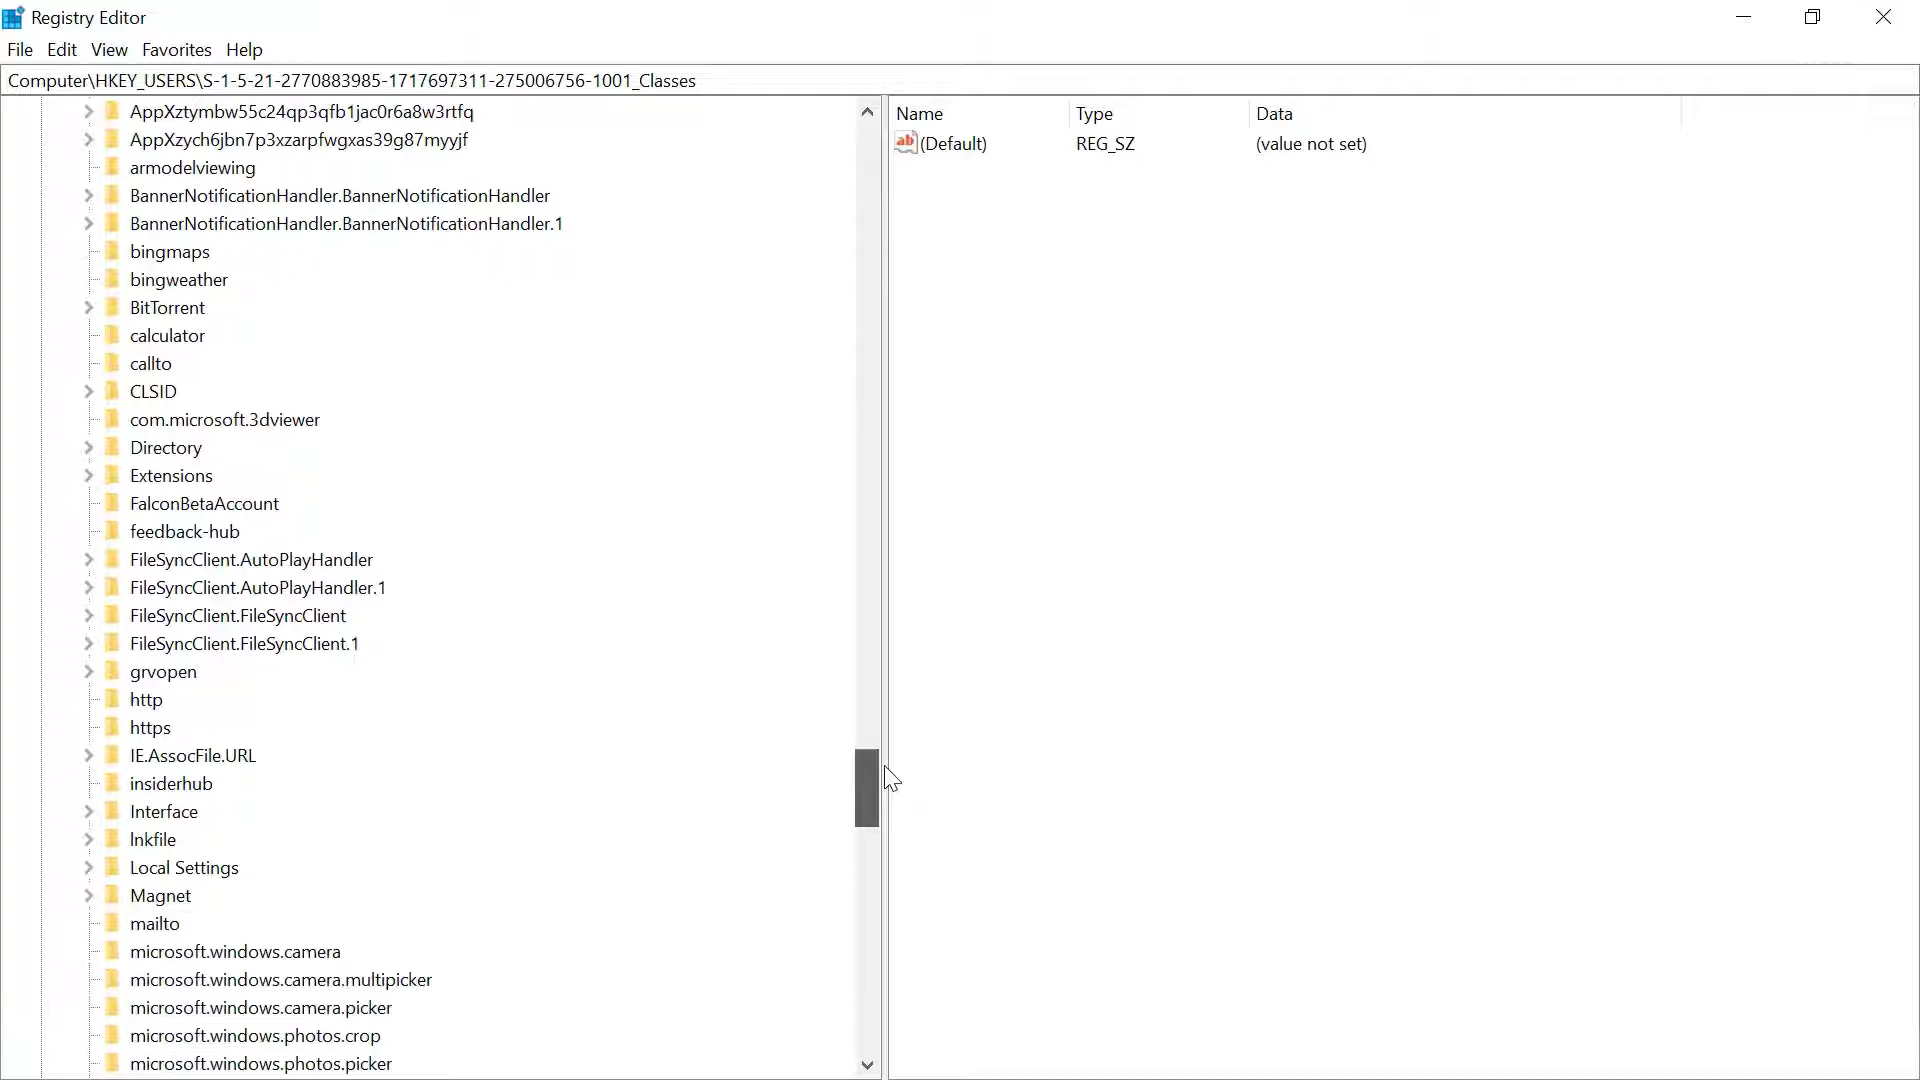 Registry Editor
File Edit View Favorites Help
Computer\HKEY_USERS\S-1-5-21-2770883985-1717697311-275006756-1001_Classes
AppXztymbw55c24qp3qfb1jac0r6a8w3rtfq
AppXzych6jbn7p3xzarpfwgxas39g87myyjf
armodelviewing
BannerNotificationHandler.BannerNotificationHandler
BannerNotificationHandler.BannerNotificationHandler.1
bingmaps
bingweather
BitTorrent
calculator
callto
CLSID
com.microsoft.3dviewer
Directory
Extensions
FalconBetaAccount
feedback-hub
FileSyncClient.AutoPlayHandler
FileSyncClient.AutoPlayHandler.1
FileSyncClient.FileSyncClient
FileSyncClient.FileSyncClient.1
grvopen
http
https
IE.AssocFile.URL
insiderhub
Interface
lnkfile
Local Settings
Magnet
mailto
microsoft.windows.camera
microsoft.windows.camera.multipicker
microsoft.windows.camera.picker
microsoft.windows.photos.crop
microsoft.windows.photos.picker
Name Type Data
ab (Default) REG_SZ (value not set)